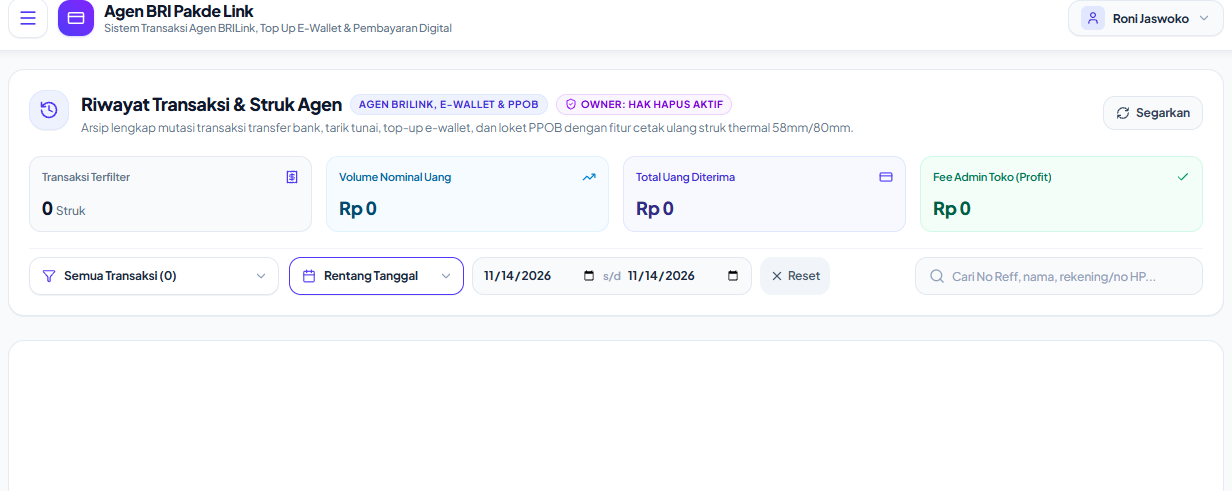 Agen BRI Pakde Link
Sistem Transaksi Agen BRILink, Top Up E-Wallet & Pembayaran Digital
Roni Jaswoko
Riwayat Transaksi & Struk Agen
AGEN BRILINK, E-WALLET & PPOB
OWNER: HAK HAPUS AKTIF
Arsip lengkap mutasi transaksi transfer bank, tarik tunai, top-up e-wallet, dan loket PPOB dengan fitur cetak ulang struk thermal 58mm/80mm.
Segarkan
Transaksi Terfilter
0 Struk
Volume Nominal Uang
Rp 0
Total Uang Diterima
Rp 0
Fee Admin Toko (Profit)
Rp 0
Semua Transaksi (0)
Rentang Tanggal
11/14/2026 s/d 11/14/2026
Reset
Cari No Reff, nama, rekening/no HP...